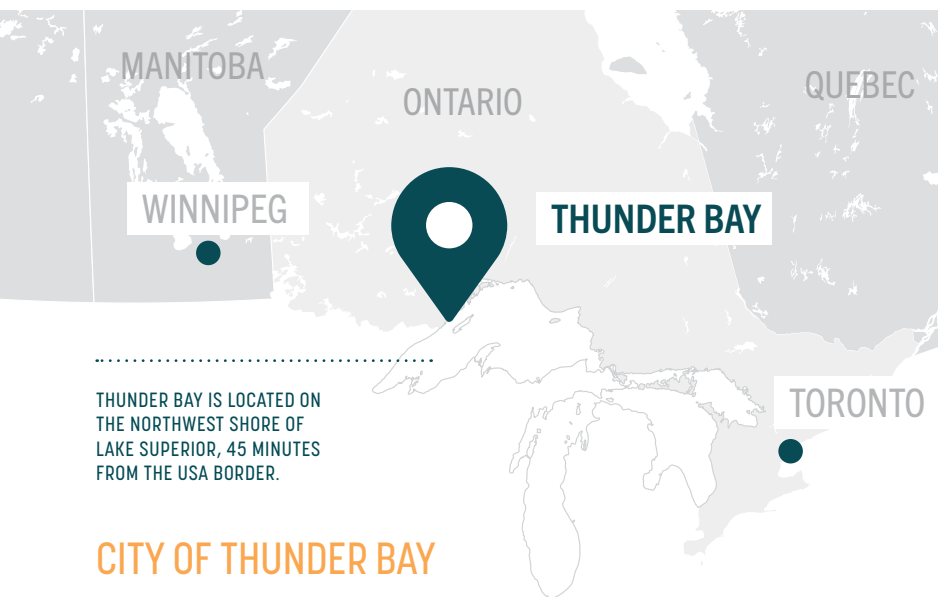 MANITOBA
ONTARIO
QUEBEC
WINNIPEG
THUNDER BAY
TORONTO
THUNDER BAY IS LOCATED ON
THE NORTHWEST SHORE OF
LAKE SUPERIOR, 45 MINUTES
FROM THE USA BORDER.
CITY OF THUNDER BAY